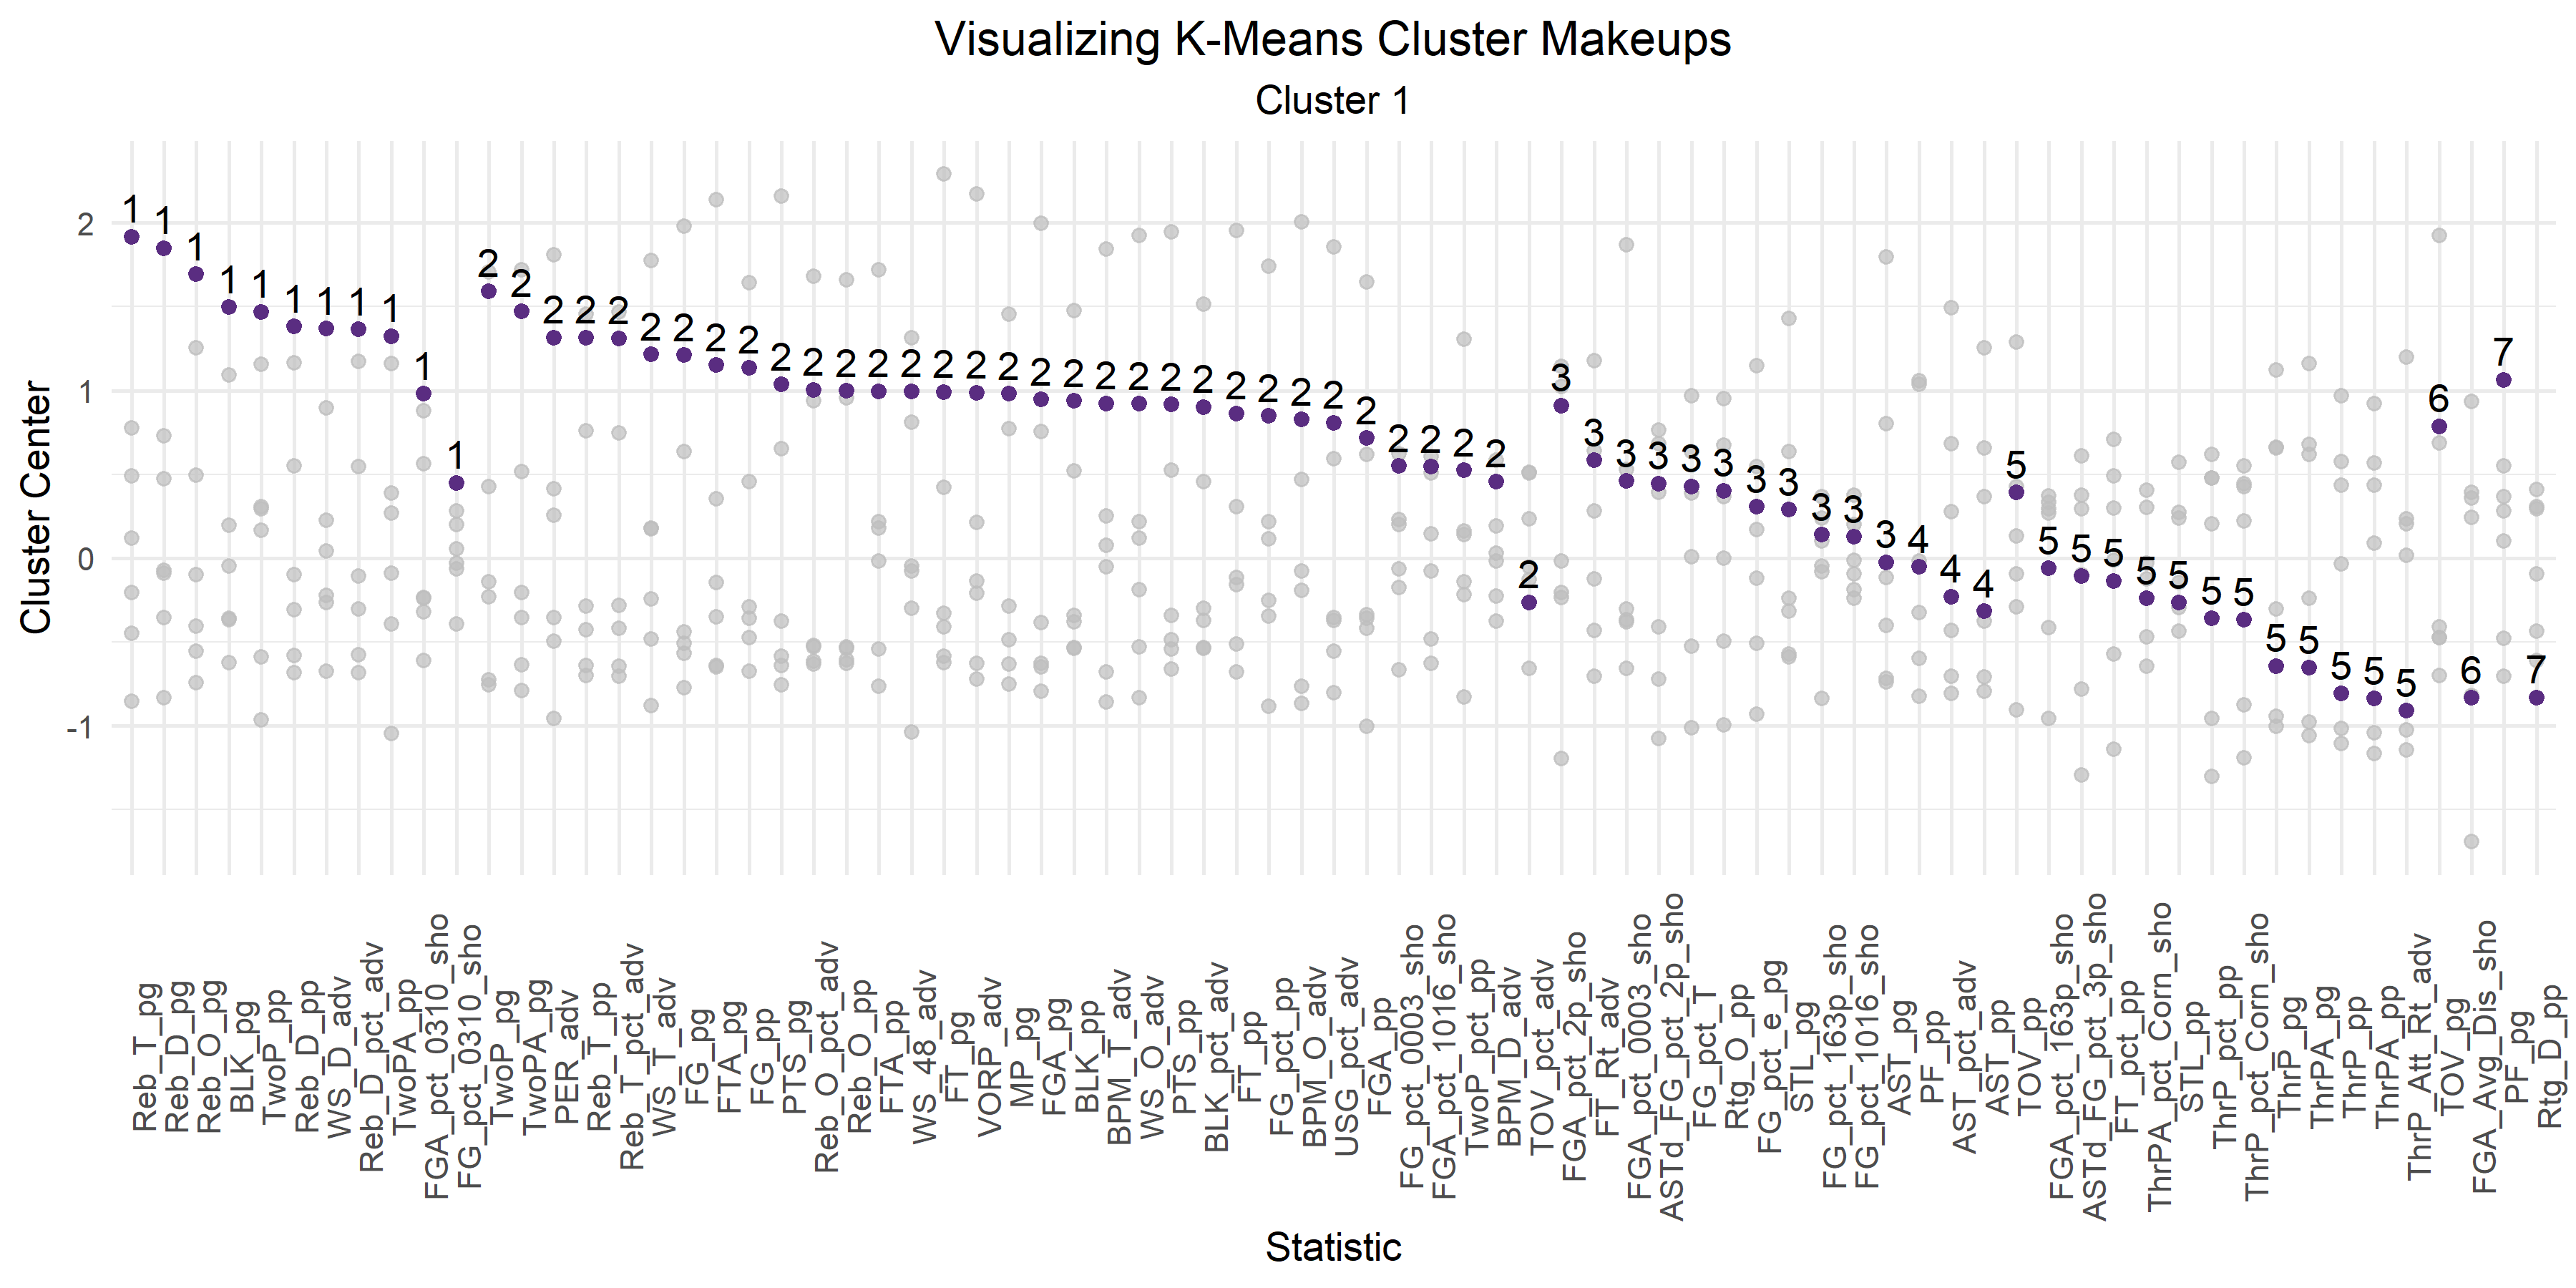 Visualizing K-Means Cluster Makeups
Cluster 1
Cluster Center
2
1
0
-1
1 1 1 1 1 1 1 1 1 1 1 2 2 2 2 2 2 2 2 2 2 2 2 2 2 2 2 2 2 2 2 2 2 2 2 2 2 2 2 2 2 2 2 2 3 3 3 3 3 3 3 3 3 3 3 4 4 4 5 5 5 5 5 5 5 5 5 5 5 5 5 6 6 7 7
Reb_T_pg
Reb_D_pg
Reb_O_pg
BLK_pg
TwoP_pp
Reb_D_pp
WS_D_adv
Reb_D_pct_adv
TwoPA_pp
FGA_pct_0310_sho
FG_pct_0310_sho
TwoP_pg
TwoPA_pg
PER_adv
Reb_T_pp
Reb_T_pct_adv
WS_T_adv
FG_pg
FTA_pg
FG_pp
PTS_pg
Reb_O_pct_adv
Reb_O_pp
FTA_pp
WS_48_adv
FT_pg
VORP_adv
MP_pg
FGA_pg
BLK_pp
BPM_T_adv
WS_O_adv
PTS_pp
BLK_pct_adv
FT_pp
FG_pct_pp
BPM_O_adv
USG_pct_adv
FGA_pp
FG_pct_0003_sho
FGA_pct_1016_sho
TwoP_pct_pp
BPM_D_adv
TOV_pct_adv
FGA_pct_2p_sho
FT_Rt_adv
FGA_pct_0003_sho
ASTd_FG_pct_2p_sho
FG_pct_T
Rtg_O_pp
FG_pct_e_pg
STL_pg
FG_pct_163p_sho
FG_pct_1016_sho
AST_pg
PF_pp
AST_pct_adv
AST_pp
TOV_pp
FGA_pct_163p_sho
ASTd_FG_pct_3p_sho
FT_pct_pp
ThrPA_pct_Corn_sho
STL_pp
ThrP_pct_pp
ThrP_pct_Corn_sho
ThrP_pg
ThrPA_pg
ThrP_pp
ThrPA_pp
ThrP_Att_Rt_adv
TOV_pg
FGA_Avg_Dis_sho
PF_pg
Rtg_D_pp
Statistic